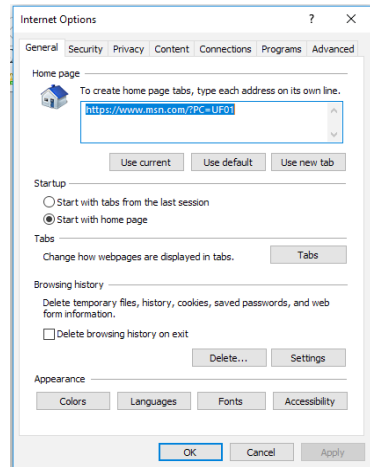 Internet Options ? X
General Security Privacy Content Connections Programs Advanced
Home page
To create home page tabs, type each address on its own line.
https://www.msn.com/?PC=UF01
Use current Use default Use new tab
Startup
Start with tabs from the last session
Start with home page
Tabs
Change how webpages are displayed in tabs. Tabs
Browsing history
Delete temporary files, history, cookies, saved passwords, and web
form information.
Delete browsing history on exit
Delete... Settings
Appearance
Colors Languages Fonts Accessibility
OK Cancel Apply